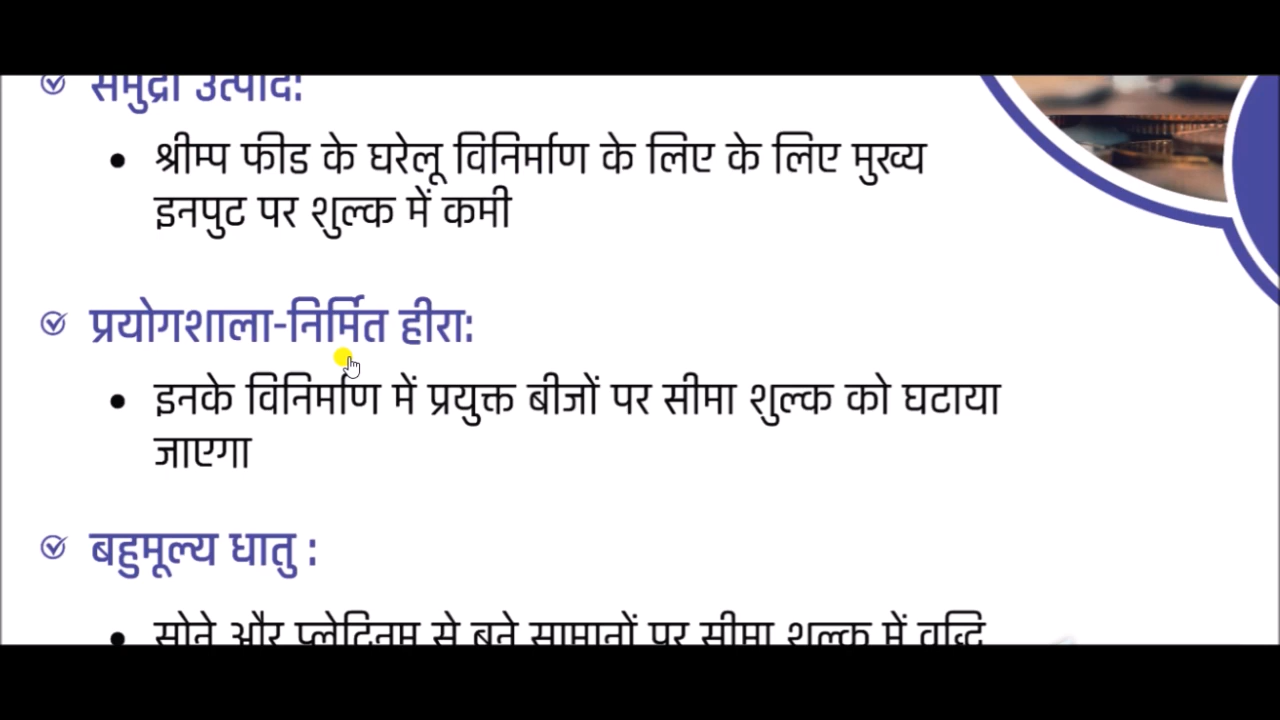 समुद्री उत्पाद:
श्रीम्प फीड के घरेलू विनिर्माण के लिए के लिए मुख्य
इनपुट पर शुल्क में कमी
प्रयोगशाला-निर्मित हीरा:
इनके विनिर्माण में प्रयुक्त बीजों पर सीमा शुल्क को घटाया
जाएगा
बहुमूल्य धातु :
सोने और प्लेटिनम से बने सामानों पर सीमा शुल्क में वृद्धि